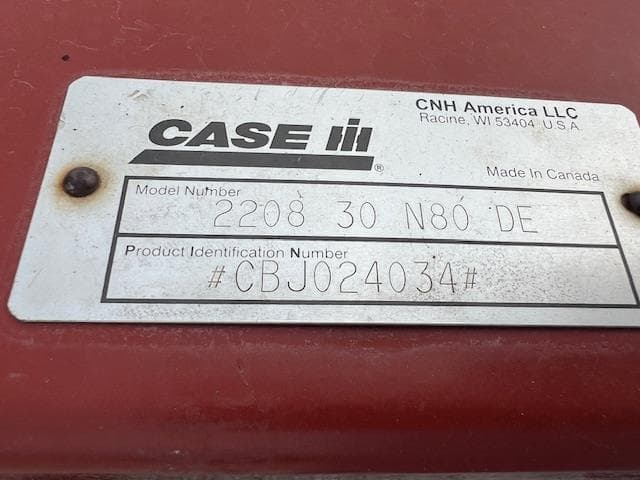 CNH America LLC
Racine, WI 53404 U.S.A
CASE IH
®
Made In Canada
Model Number
2208 30 N80 DE
Product Identification Number
#CBJ024034#